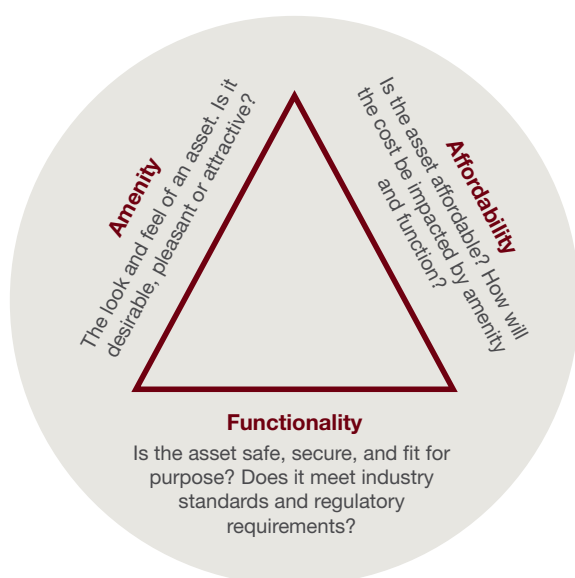 Amenity
The look and feel of an asset. Is it
desirable, pleasant or attractive?
Affordability
Is the asset affordable? How will
the cost be impacted by amenity
and function?
Functionality
Is the asset safe, secure, and fit for
purpose? Does it meet industry
standards and regulatory
requirements?